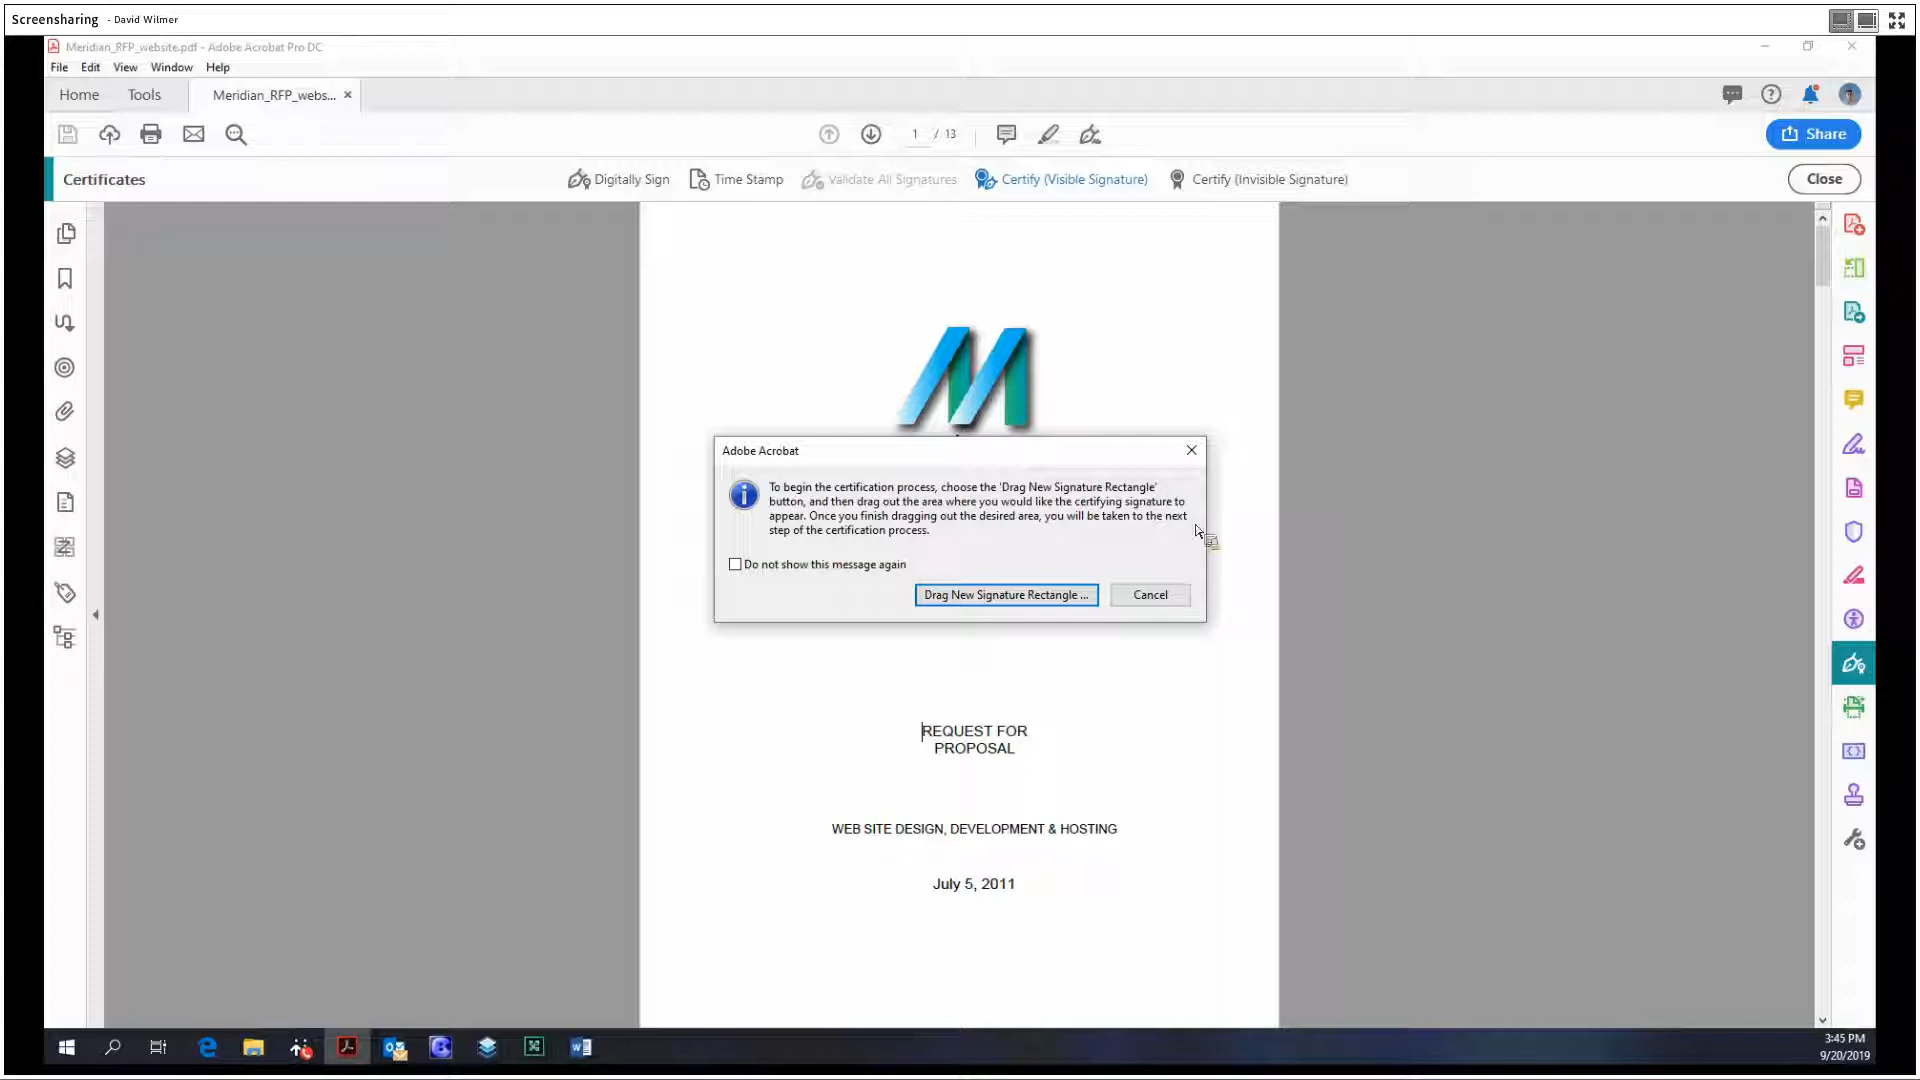 Screensharing - David Wilmer
Meridian_RFP_website.pdf - Adobe Acrobat Pro DC
File Edit View Window Help
Home Tools Meridian_RFP_webs... ×
1 / 13
Share
Certificates
Digitally Sign Time Stamp Validate All Signatures Certify (Visible Signature) Certify (Invisible Signature) Close
Adobe Acrobat
To begin the certification process, choose the 'Drag New Signature Rectangle'
button, and then drag out the area where you would like the certifying signature to
appear. Once you finish dragging out the desired area, you will be taken to the next
step of the certification process.
Do not show this message again
Drag New Signature Rectangle ... Cancel
REQUEST FOR
PROPOSAL
WEB SITE DESIGN, DEVELOPMENT & HOSTING
July 5, 2011
3:45 PM
9/20/2019